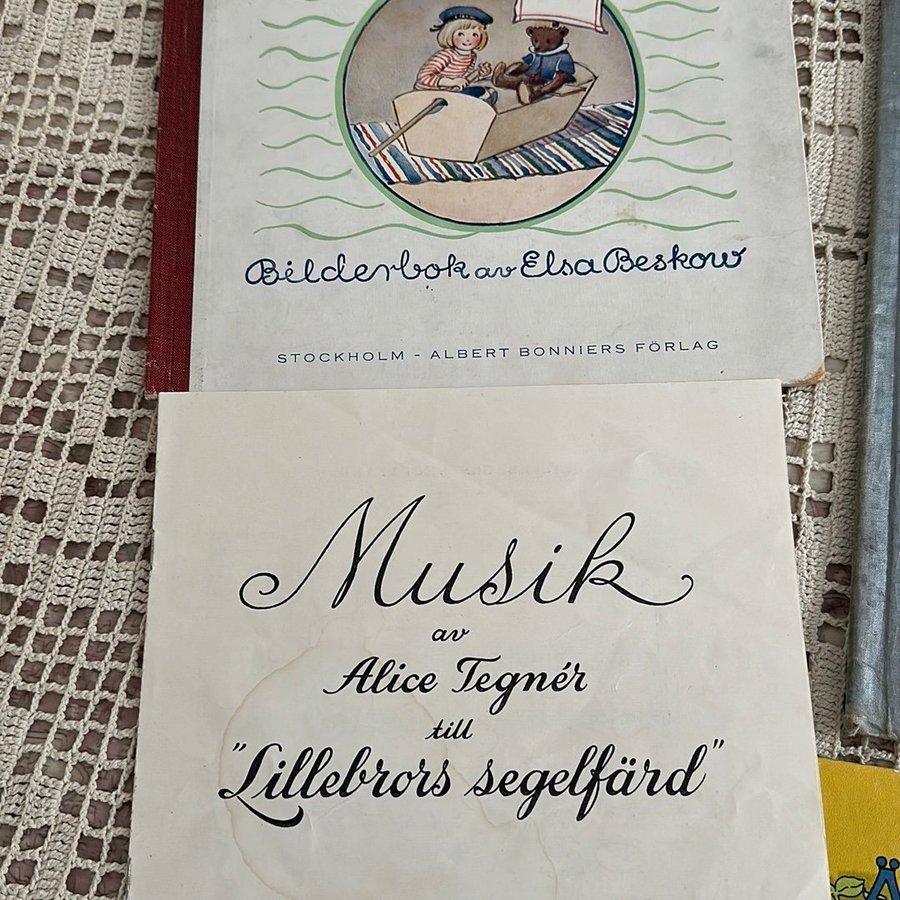 Bilderbok av Elsa Beskow
STOCKHOLM - ALBERT BONNIERS FÖRLAG
Musik
av
Alice Tegnér
till
"Lillebrors segelfärd"
Ä